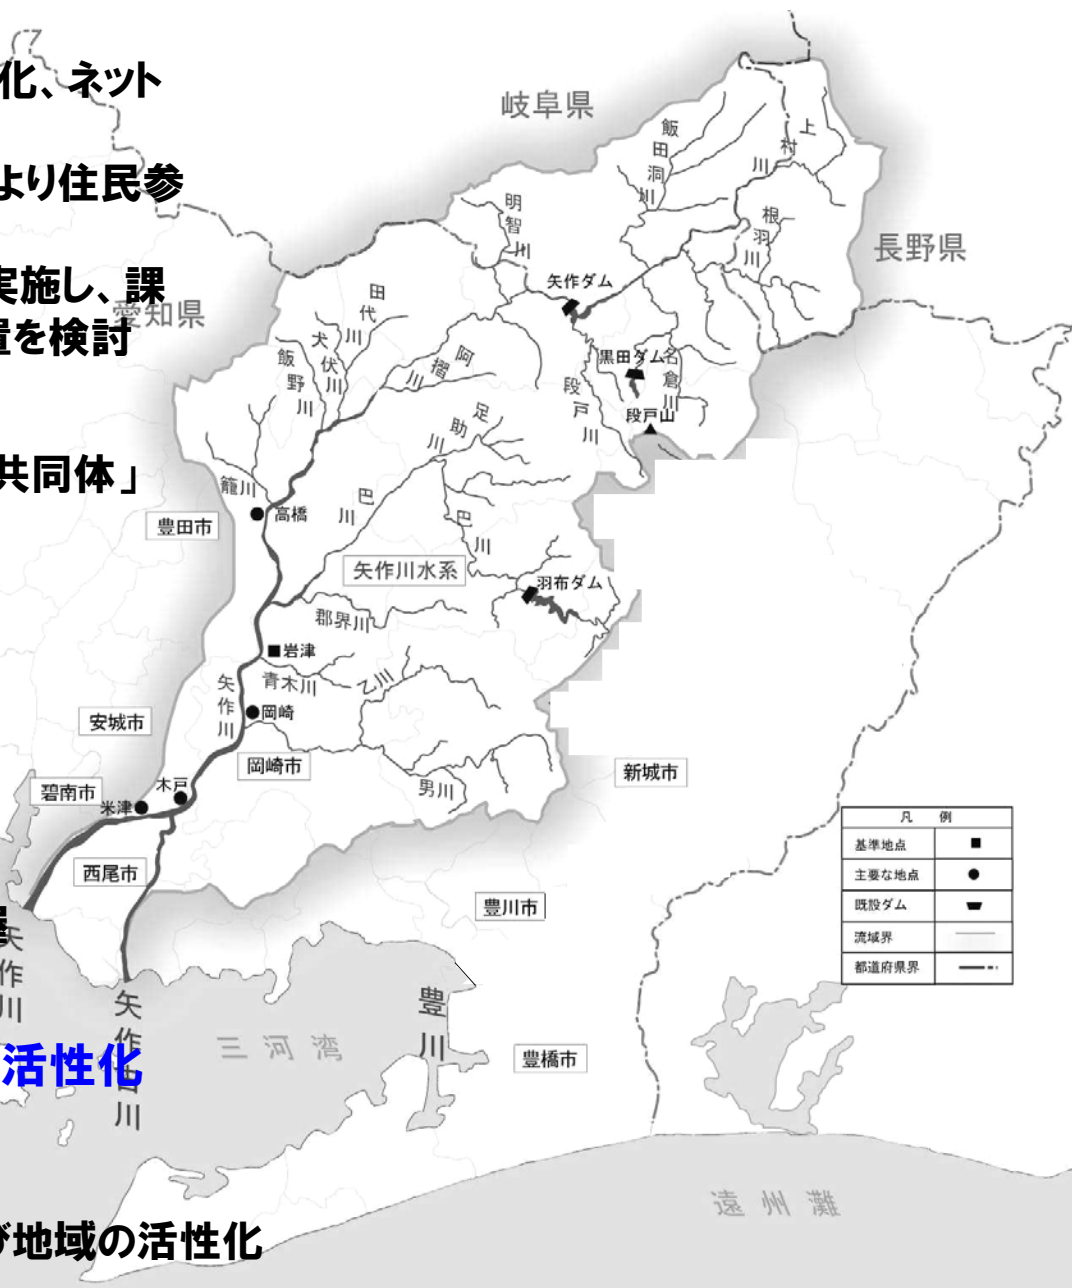 化、ネット
より住民参
実施し、課
置を検討
共同体」
活性化
び地域の活性化
岐阜県
長野県
愛知県
飯田洞川
上村川
根羽川
明智川
矢作ダム
黒田ダム
名倉川
段戸山
段戸川
田代川
犬伏川
飯野川
阿摺川
足助川
籠川
高橋
巴川
巴川
豊田市
矢作川水系
羽布ダム
郡界川
岩津
青木川
乙川
矢作川
岡崎
安城市
岡崎市
男川
新城市
碧南市
米津
木戸
西尾市
豊川市
矢作川
矢作古川
三河湾
豊川
豊橋市
遠州灘
凡 例
基準地点
主要な地点
既設ダム
流域界
都道府県界